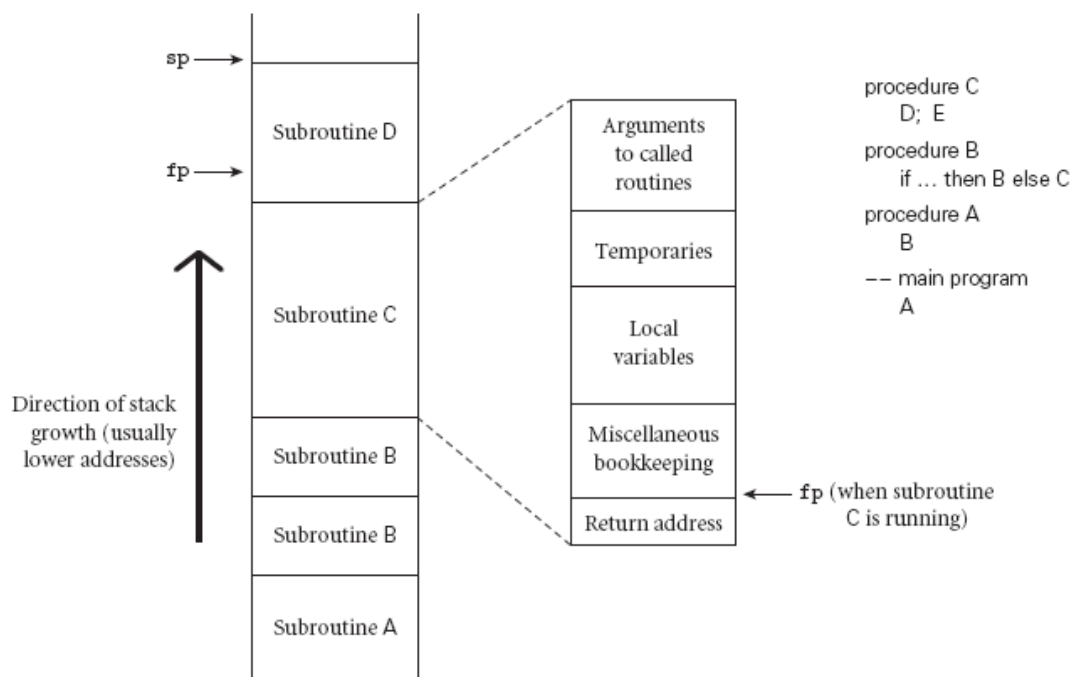 sp
Subroutine D
fp
Subroutine C
Direction of stack
growth (usually
lower addresses)
Subroutine B
Subroutine B
Subroutine A
Arguments
to called
routines
Temporaries
Local
variables
Miscellaneous
bookkeeping
Return address
fp (when subroutine
C is running)
procedure C
D; E
procedure B
if ... then B else C
procedure A
B
-- main program
A